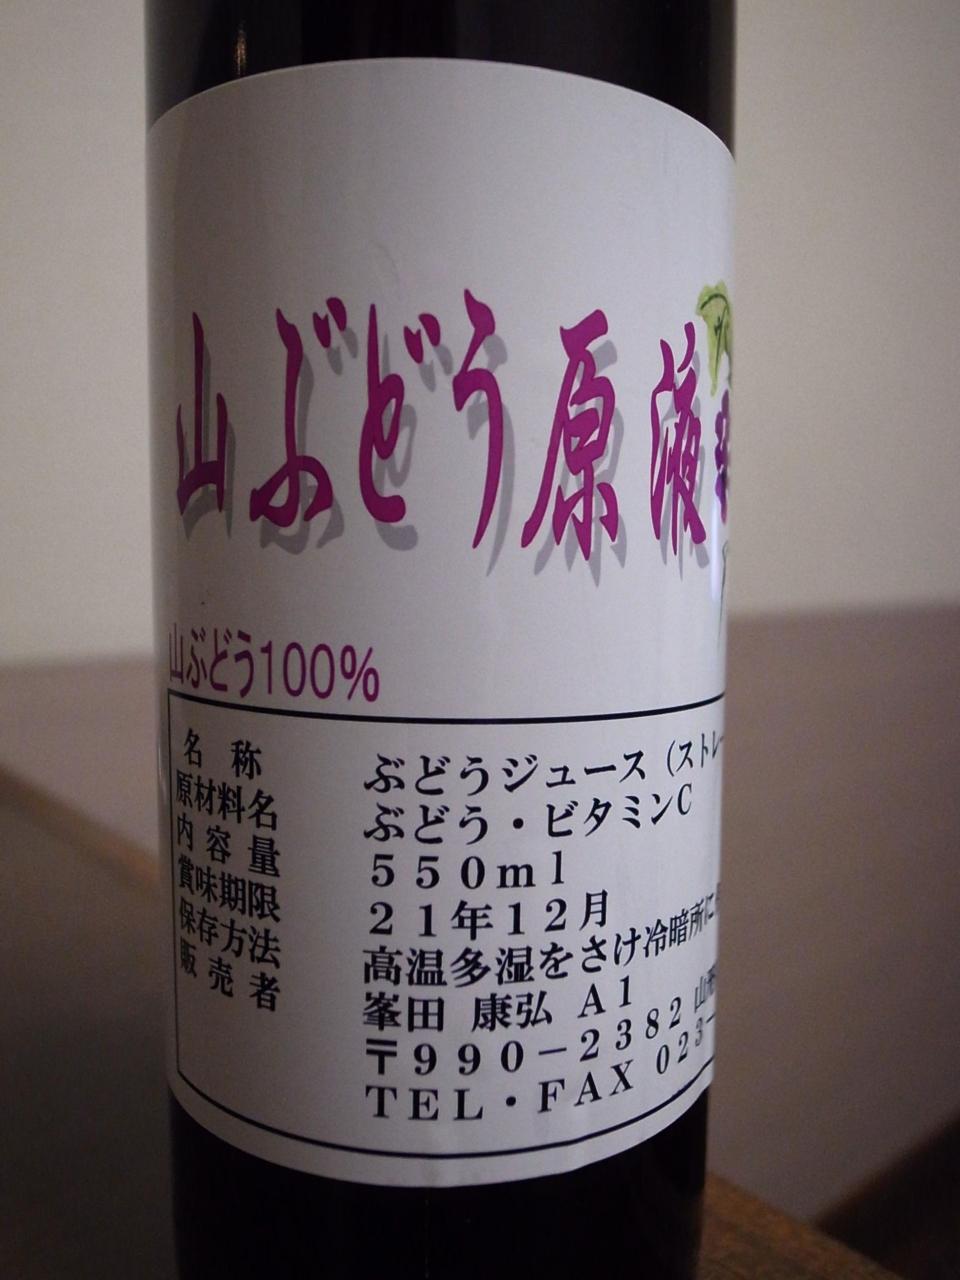 山ぶどう原液
山ぶどう100%
名称 ぶどうジュース（ストレー
原材料名 ぶどう・ビタミンC
内容量 550ml
賞味期限 21年12月
保存方法 高温多湿をさけ冷暗所に
販売者 峯田 康弘 A1
〒990－2382 山形
TEL・FAX 023－